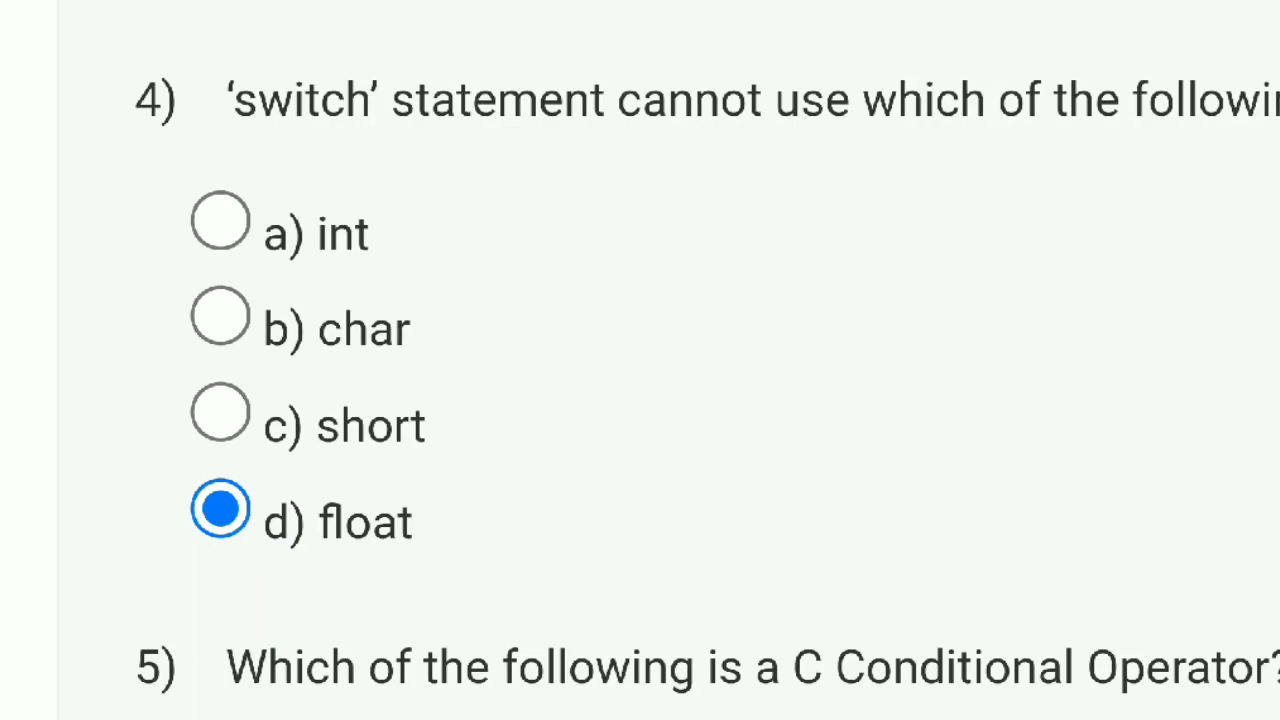 4) ‘switch’ statement cannot use which of the
a) int
b) char
c) short
d) float
5) Which of the following is a C Conditional Operator?